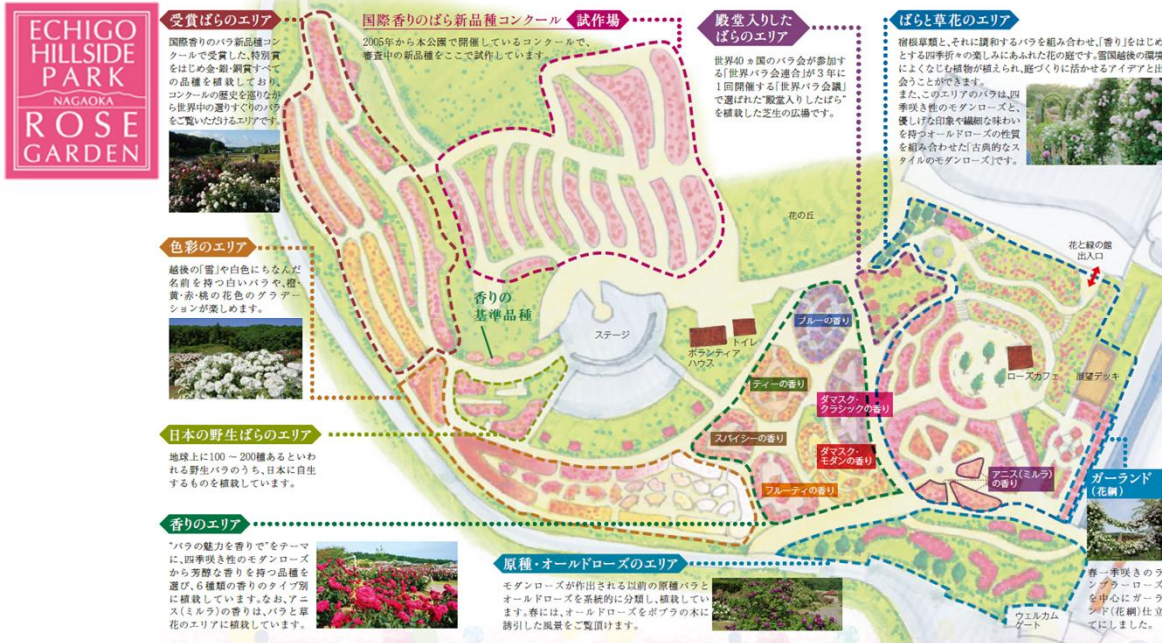 ECHIGO
HILLSIDE
PARK
NAGAOKA
ROSE
GARDEN
受賞ばらのエリア
国際香りのバラ新品種コン
クールで受賞した、特別賞
をはじめ金・銀・銅賞すべて
の品種を植栽しており、
コンクールの歴史を巡りなが
ら世界中の選りすぐりのバラ
をご覧いただけるエリアです。
国際香りのばら新品種コンクール 試作場
2005年から本公園で開催しているコンクールで、
審査中の新品種をここで試作しています。
殿堂入りした
ばらのエリア
世界40ヵ国のバラ会が参加す
る「世界バラ会連合」が3年に
1回開催する「世界バラ会議」
で選ばれた“殿堂入りしたばら”
を植栽した芝生の広場です。
ばらと草花のエリア
宿根草類と、それに調和するバラを組み合わせ、「香り」をはじめ
とする四季折々の楽しみにあふれた花の庭です。雪国越後の環境
によくなじむ植物が植えられ、庭づくりに活かせるアイデアと出
会うことができます。
また、このエリアのバラは、四
季咲き性のモダンローズと、
優しげな印象や繊細な味わい
を持つオールドローズの性質
を組み合わせた「古典的なス
タイルのモダンローズ」です。
色彩のエリア
越後の「雪」や白色にちなんだ
名前を持つ白いバラや、橙・
黄・赤・桃の花色のグラデー
ションが楽しめます。
香りの
基準品種
ステージ
花の丘
花と緑の館
出入口
ボランティア
ハウス
トイレ
ブルーの香り
ティーの香り
ダマスク・
クラシックの香り
スパイシーの香り
ダマスク・
モダンの香り
フルーティの香り
ローズカフェ
展望デッキ
アニス(ミルラ)
の香り
日本の野生ばらのエリア
地球上に100~200種あるといわ
れる野生バラのうち、日本に自生
するものを植栽しています。
ガーランド
(花綱)
春一季咲きのラ
ンブラーローズ
を中心にガーラ
ンド(花綱)仕立
てにしました。
香りのエリア
“バラの魅力を香りで”をテーマ
に、四季咲き性のモダンローズ
から芳醇な香りを持つ品種を
選び、6種類の香りのタイプ別
に植栽しています。なお、アニ
ス(ミルラ)の香りは、バラと草
花のエリアに植栽しています。
原種・オールドローズのエリア
モダンローズが作出される以前の原種バラと
オールドローズを系統的に分類し、植栽してい
ます。春には、オールドローズをポプラの木に
誘引した風景をご覧頂けます。
ウェルカム
ゲート